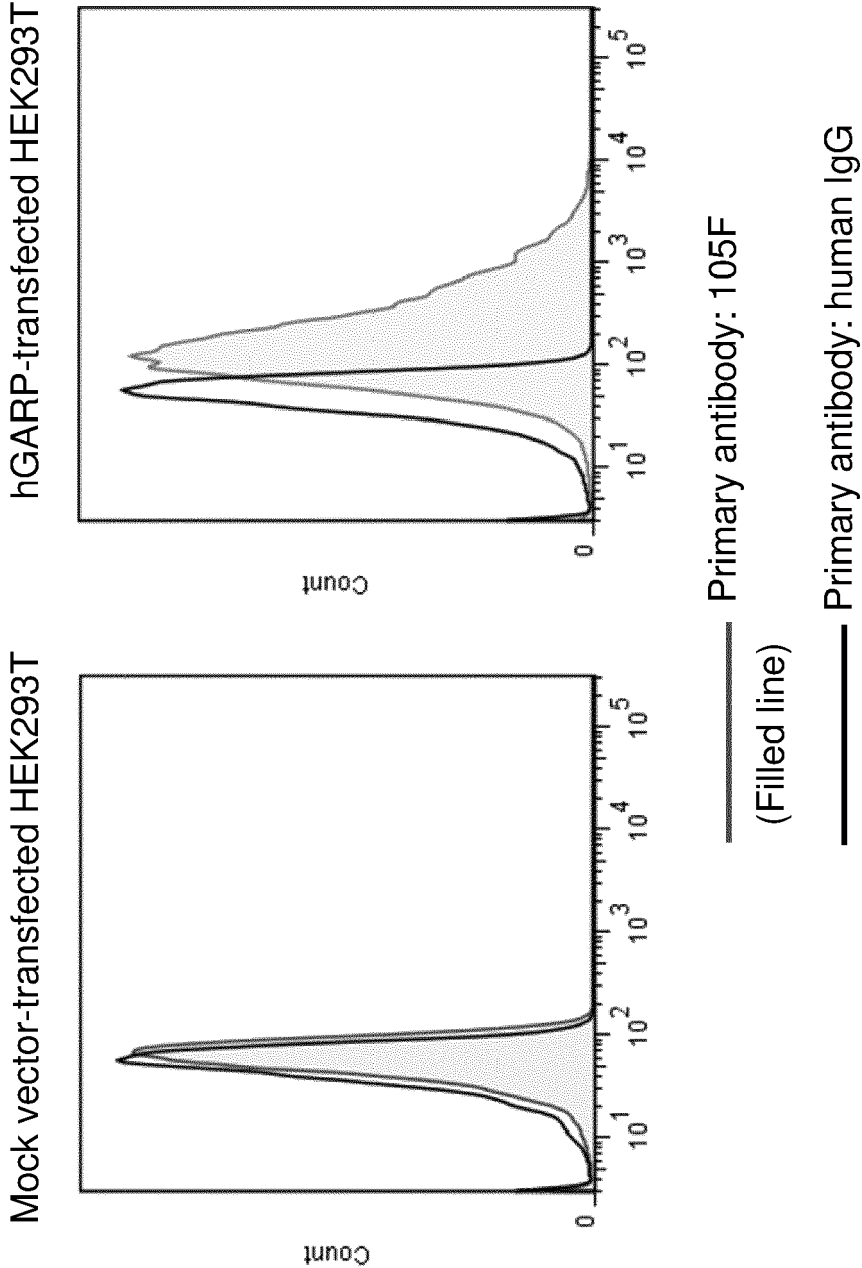 Mock vector-transfected HEK293T
Count
0
10^1
10^2
10^3
10^4
10^5
hGARP-transfected HEK293T
Count
0
10^1
10^2
10^3
10^4
10^5
Primary antibody: 105F
(Filled line)
Primary antibody: human IgG